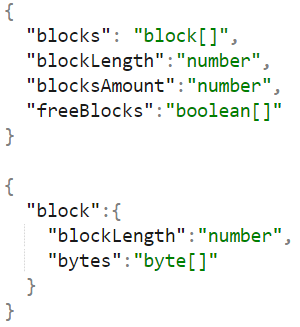 {
"blocks": "block[]",
"blockLength":"number",
"blocksAmount":"number",
"freeBlocks":"boolean[]"
}
{
"block":{
"blockLength":"number",
"bytes":"byte[]"
}
}